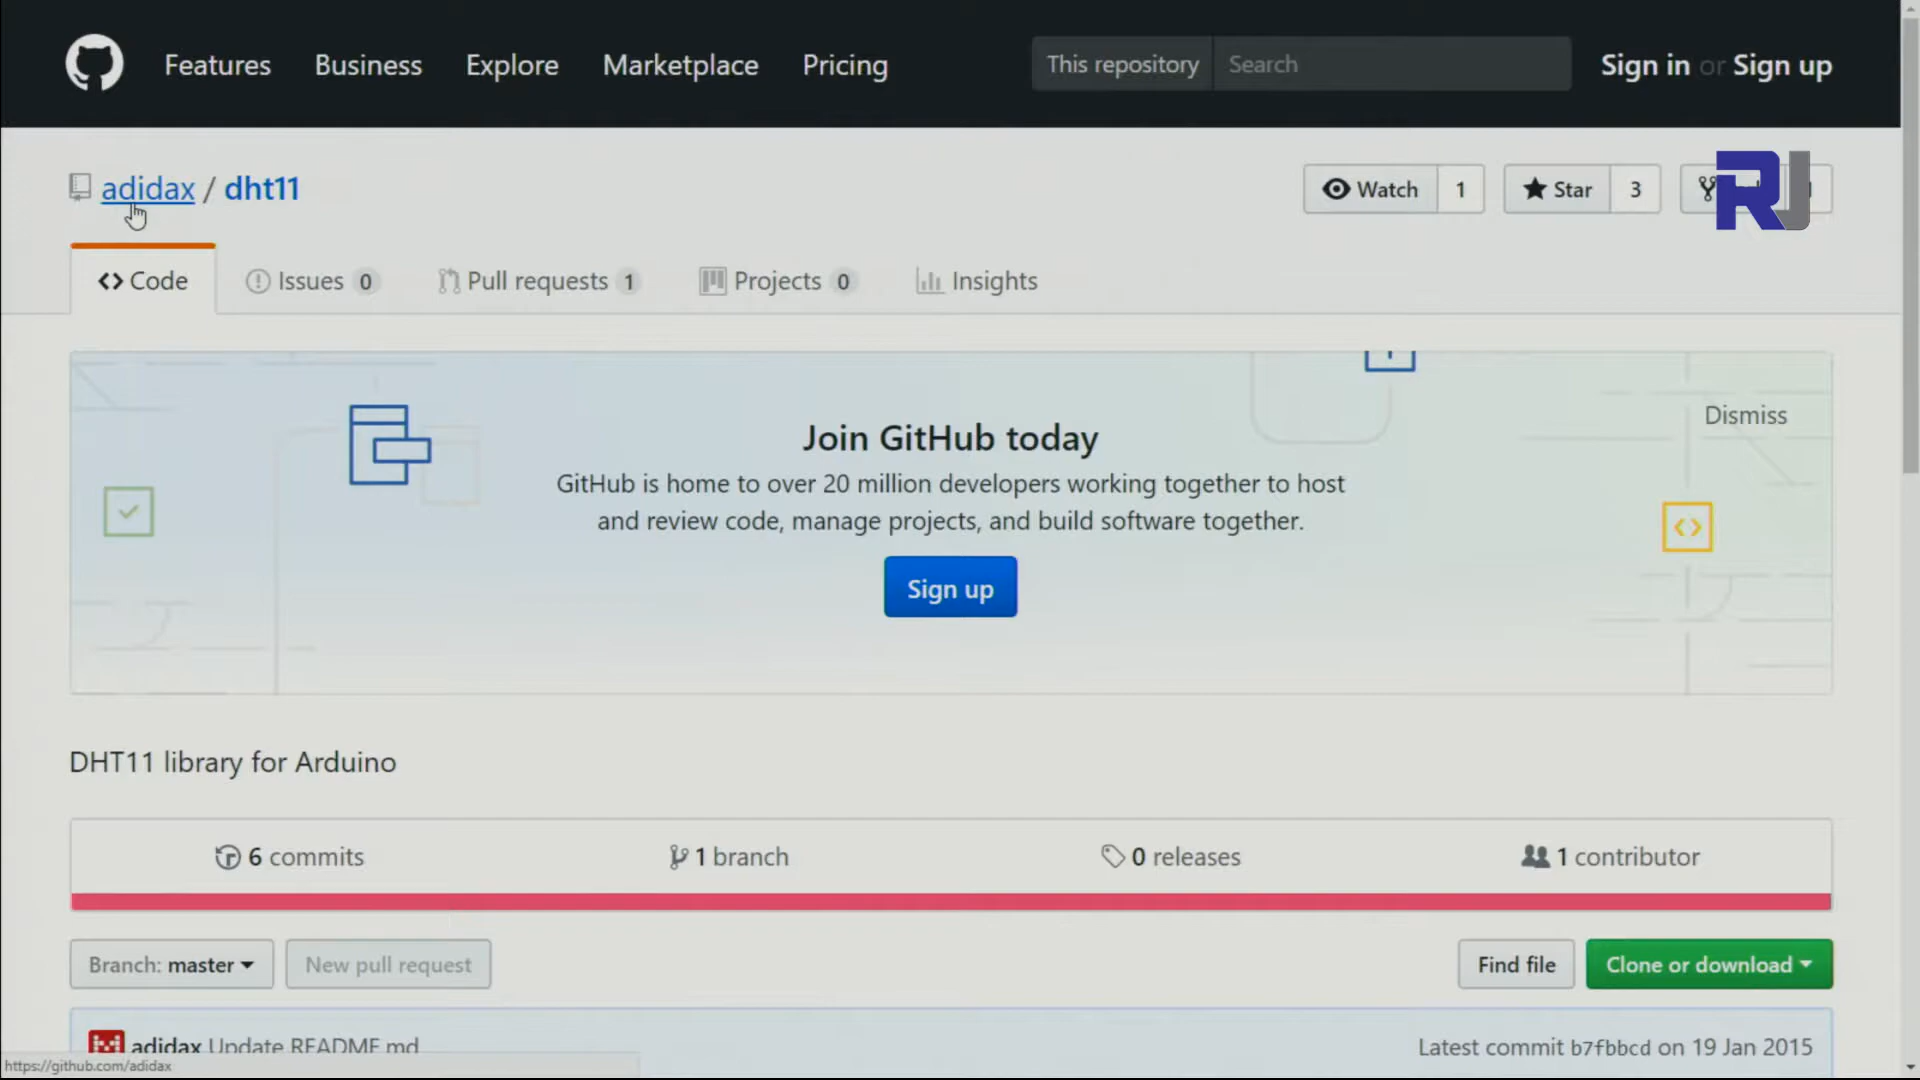 Features Business Explore Marketplace Pricing This repository Search Sign in or Sign up
adidax / dht11 Watch 1 Star 3
RJ
Code Issues 0 Pull requests 1 Projects 0 Insights
Join GitHub today
Dismiss
GitHub is home to over 20 million developers working together to host
and review code, manage projects, and build software together.
Sign up
DHT11 library for Arduino
6 commits 1 branch 0 releases 1 contributor
Branch: master New pull request Find file Clone or download
adidax Update README.md Latest commit b7fbbcd on 19 Jan 2015
https://github.com/adidax